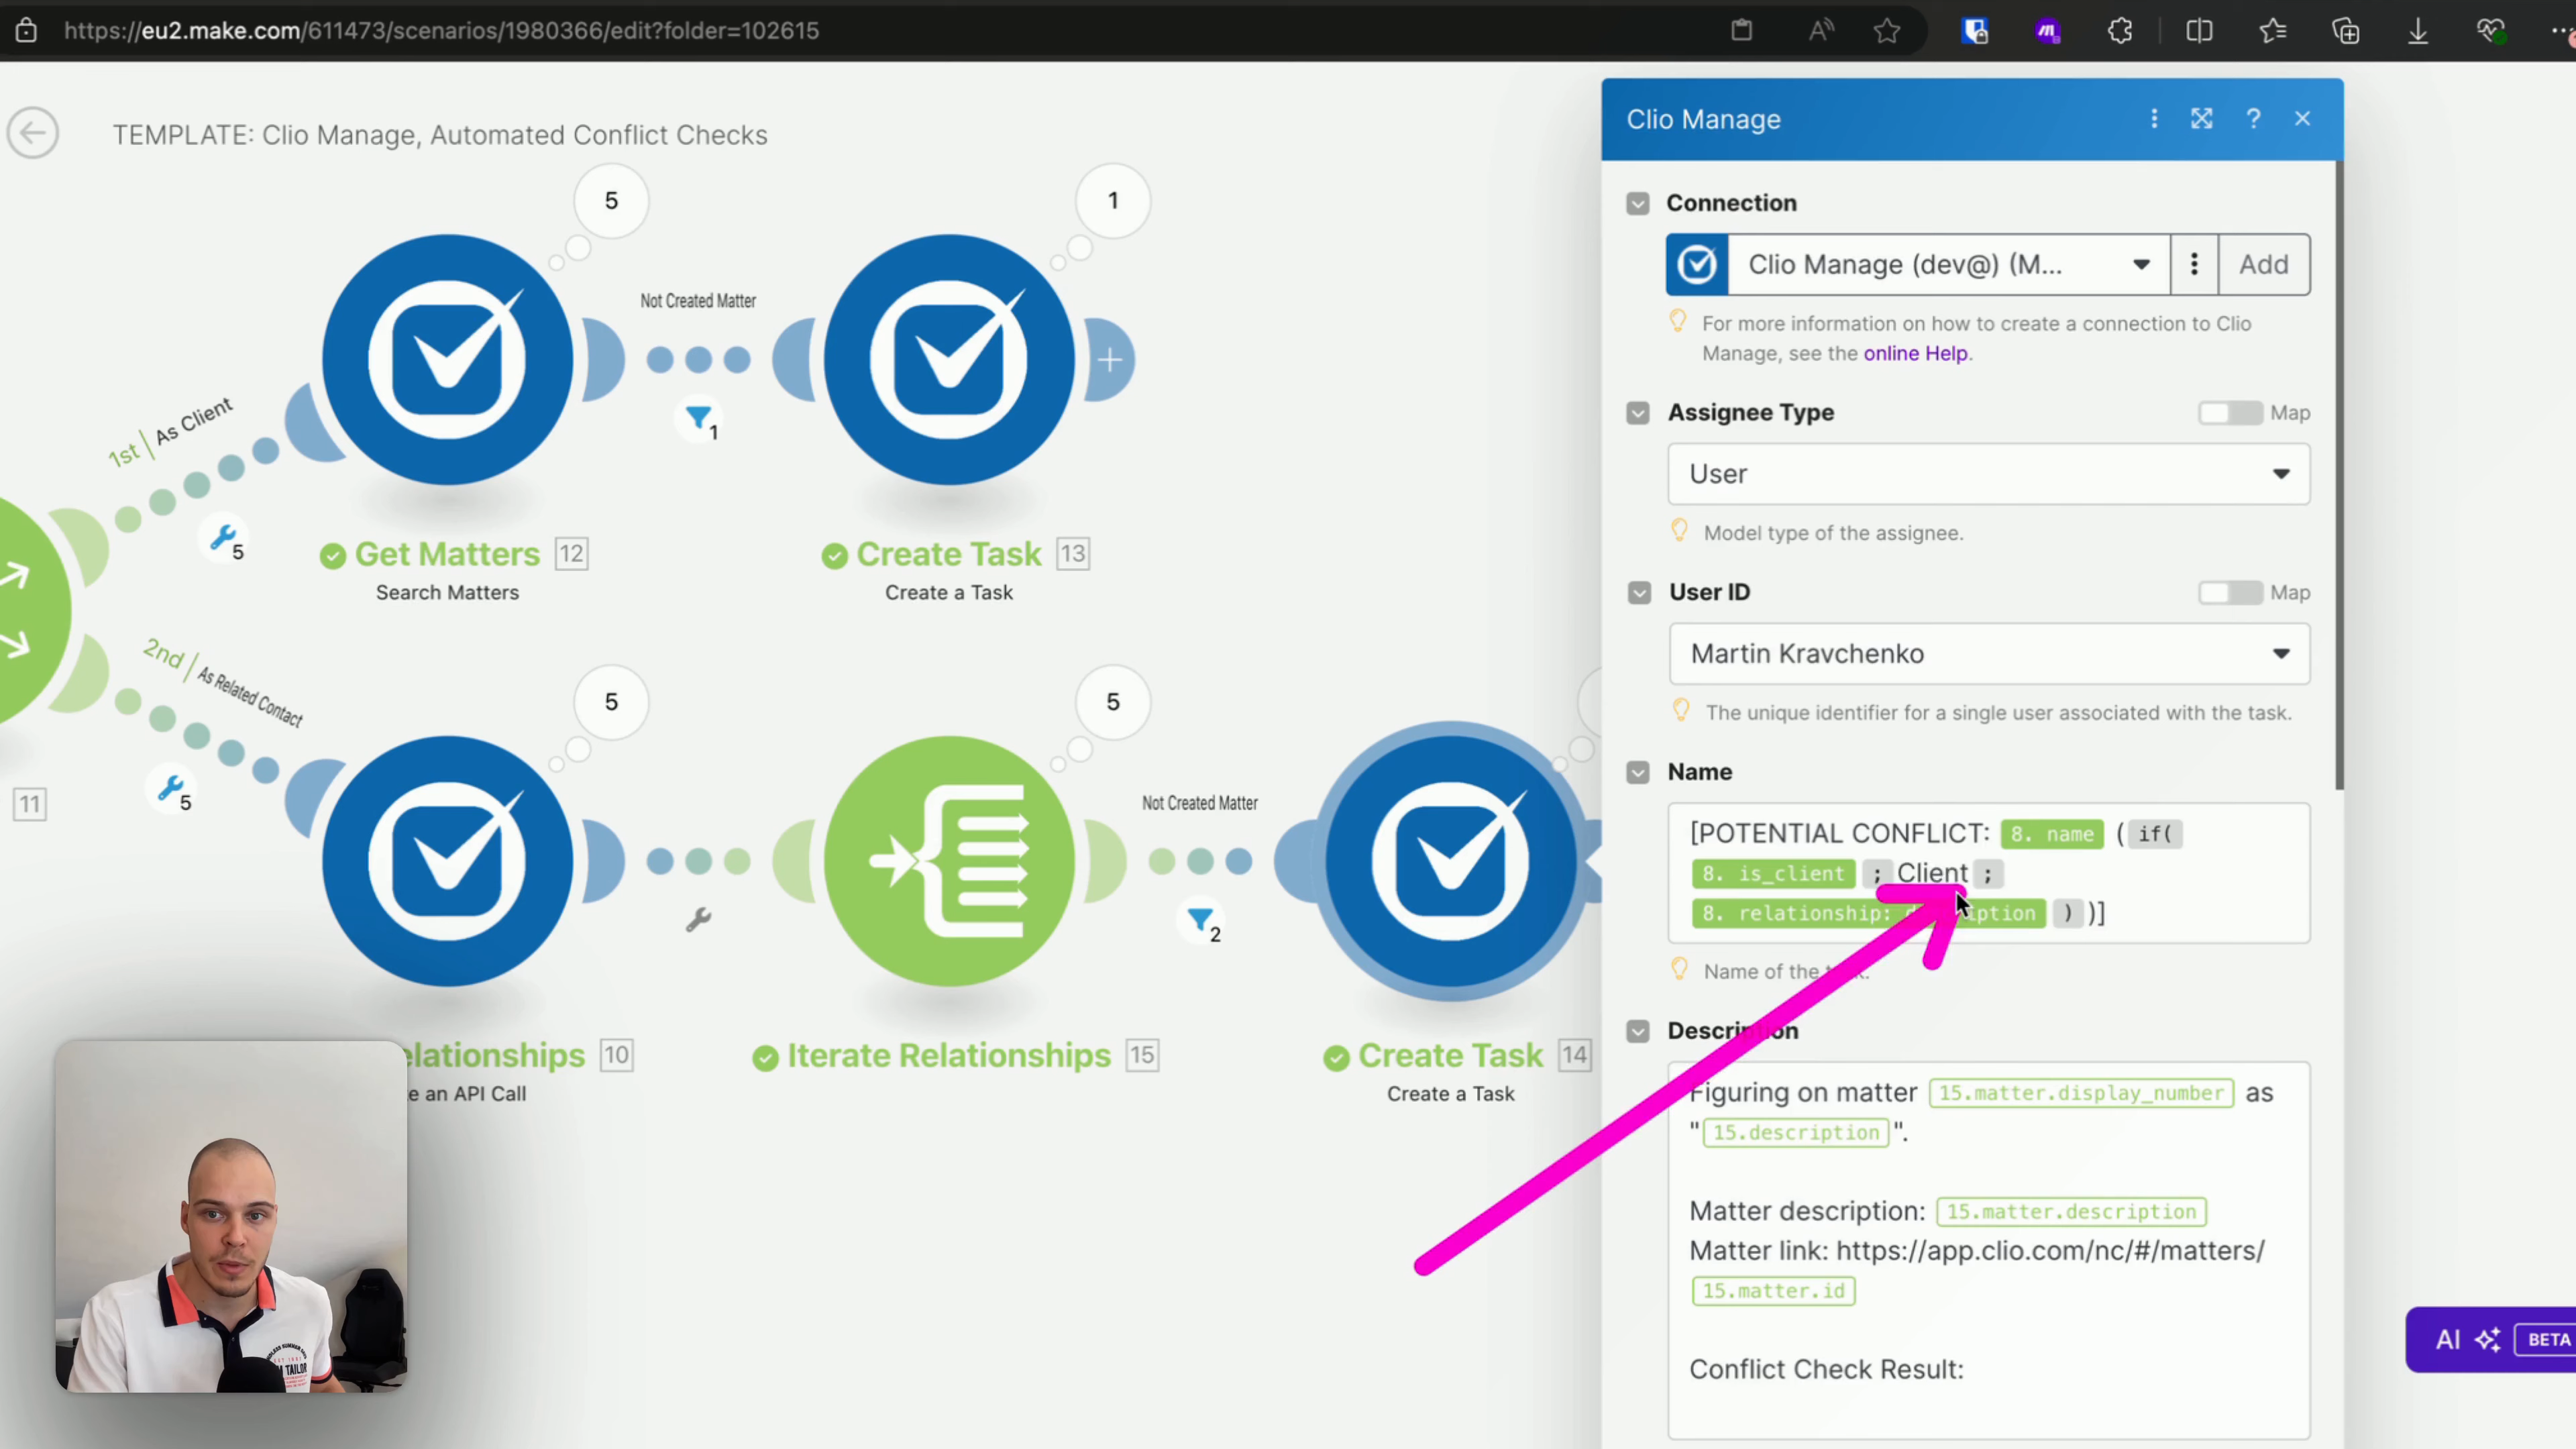 https://eu2.make.com/611473/scenarios/1980366/edit?folder=102615
TEMPLATE: Clio Manage, Automated Conflict Checks
5
1
Not Created Matter
1
1st | As Client
5
Get Matters 12
Search Matters
Create Task 13
Create a Task
2nd | As Related Contact
5
11
5
5
Not Created Matter
2
elationships 10
e an API Call
Iterate Relationships 15
Create Task 14
Create a Task
Clio Manage
Connection
Clio Manage (dev@) (M...
Add
For more information on how to create a connection to Clio
Manage, see the online Help.
Assignee Type
Map
User
Model type of the assignee.
User ID
Map
Martin Kravchenko
The unique identifier for a single user associated with the task.
Name
[POTENTIAL CONFLICT: 8. name ( if(
8. is_client ; Client ;
8. relationship: ) )]
Name of the
Description
Figuring on matter 15.matter.display_number as
"15.description".
Matter description: 15.matter.description
Matter link: https://app.clio.com/nc/#/matters/
15.matter.id
Conflict Check Result:
AI BETA
TAILOR